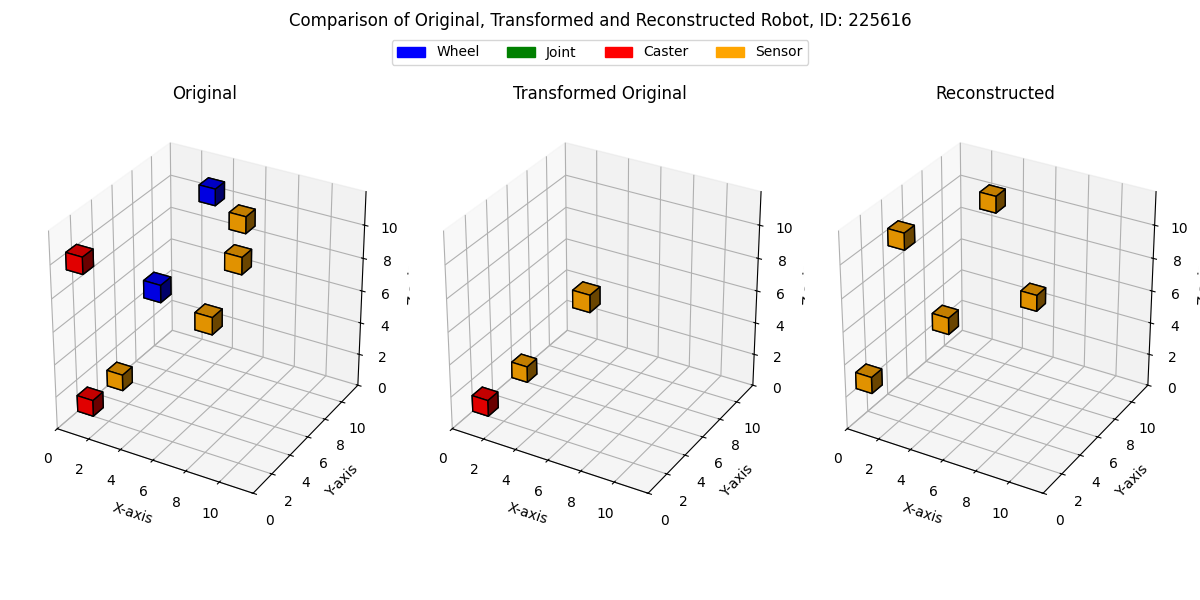 Comparison of Original, Transformed and Reconstructed Robot, ID: 225616
Wheel Joint Caster Sensor
Original Transformed Original Reconstructed
10 10 10
8 8 8
6 6 6
4 4 4
2 2 2
0 0 0
10 10 10
8 8 8
6 6 6
4 4 4
2 2 2
0 0 0
0 2 4 6 8 10 0 2 4 6 8 10 0 2 4 6 8 10
X-axis Y-axis X-axis Y-axis X-axis Y-axis